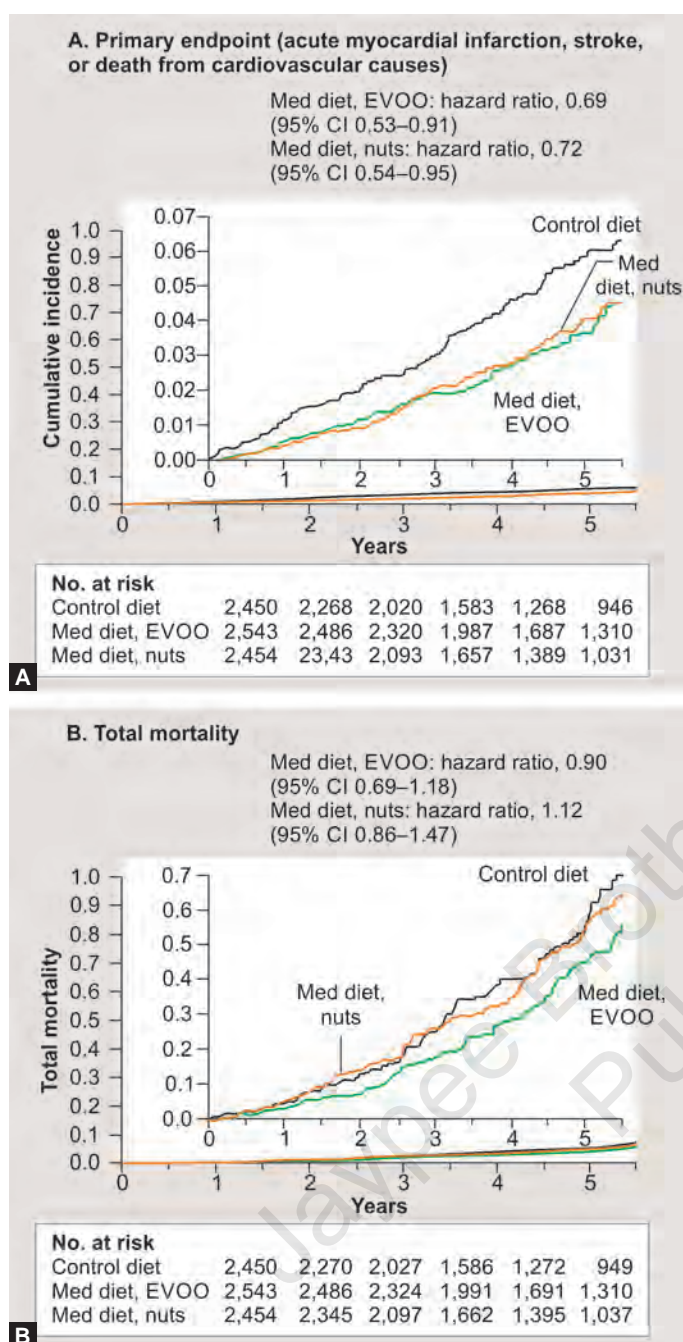 A. Primary endpoint (acute myocardial infarction, stroke,
or death from cardiovascular causes)
Med diet, EVOO: hazard ratio, 0.69
(95% CI 0.53–0.91)
Med diet, nuts: hazard ratio, 0.72
(95% CI 0.54–0.95)
Cumulative incidence
1.0
0.9
0.8
0.7
0.6
0.5
0.4
0.3
0.2
0.1
0.0
0.07
0.06
0.05
0.04
0.03
0.02
0.01
0.00
Control diet
Med
diet, nuts
Med diet,
EVOO
0 1 2 3 4 5
0 1 2 3 4 5
Years
No. at risk
Control diet 2,450 2,268 2,020 1,583 1,268 946
Med diet, EVOO 2,543 2,486 2,320 1,987 1,687 1,310
Med diet, nuts 2,454 23,43 2,093 1,657 1,389 1,031
A
B. Total mortality
Med diet, EVOO: hazard ratio, 0.90
(95% CI 0.69–1.18)
Med diet, nuts: hazard ratio, 1.12
(95% CI 0.86–1.47)
Total mortality
1.0
0.9
0.8
0.7
0.6
0.5
0.4
0.3
0.2
0.1
0.0
0.7
0.6
0.5
0.4
0.3
0.2
0.1
0.0
Control diet
Med diet,
nuts
Med diet,
EVOO
0 1 2 3 4 5
0 1 2 3 4 5
Years
No. at risk
Control diet 2,450 2,270 2,027 1,586 1,272 949
Med diet, EVOO 2,543 2,486 2,324 1,991 1,691 1,310
Med diet, nuts 2,454 2,345 2,097 1,662 1,395 1,037
B
Jaypee